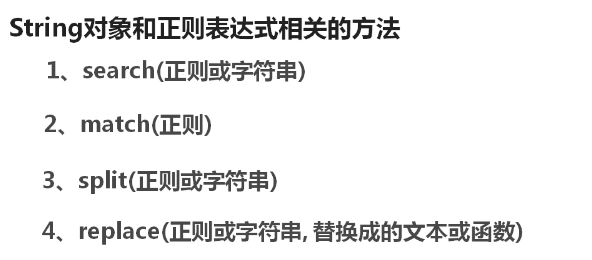 String对象和正则表达式相关的方法
1、search(正则或字符串)
2、match(正则)
3、split(正则或字符串)
4、replace(正则或字符串, 替换成的文本或函数)